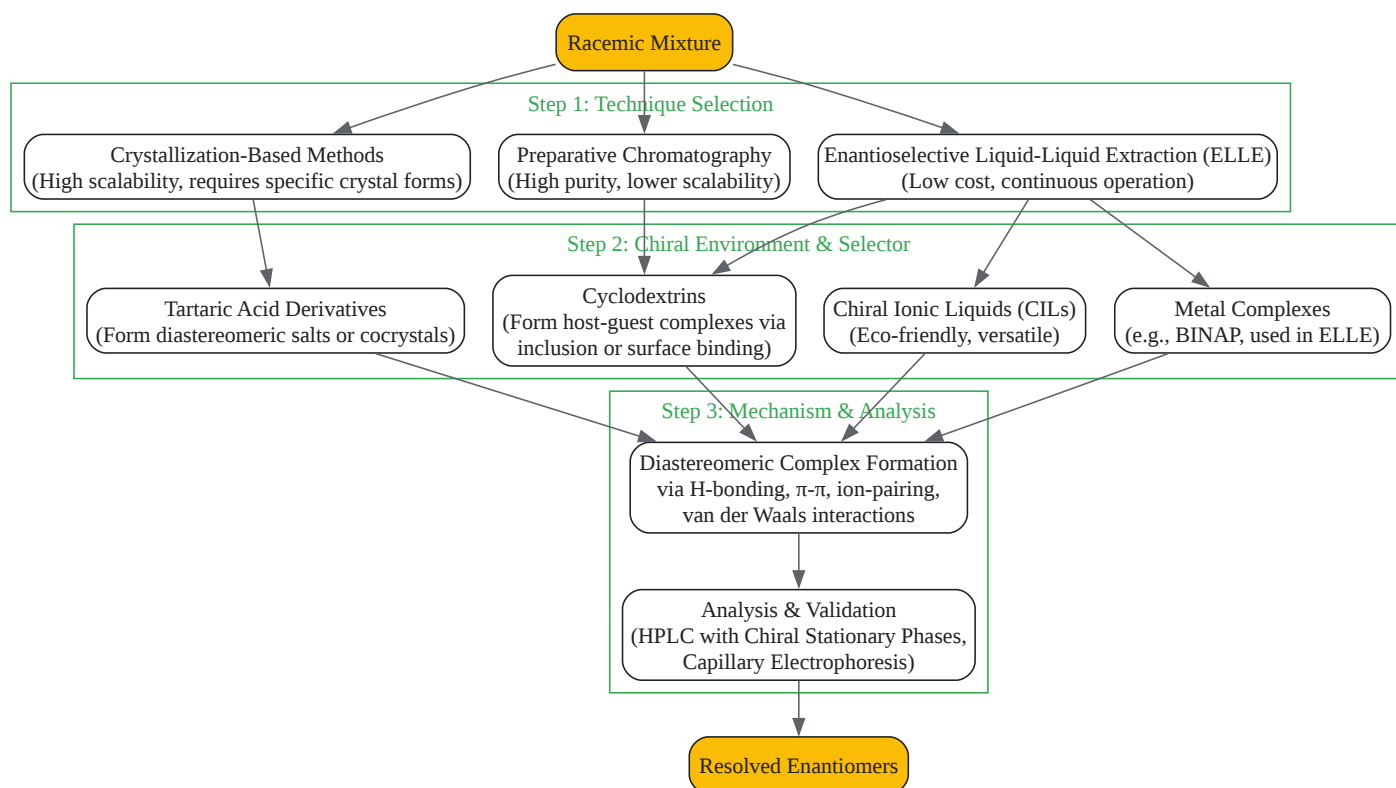 Racemic Mixture
Step 1: Technique Selection
Crystallization-Based Methods
(High scalability, requires specific crystal forms)
Preparative Chromatography
(High purity, lower scalability)
Enantioselective Liquid-Liquid Extraction (ELLE)
(Low cost, continuous operation)
Step 2: Chiral Environment & Selector
Tartaric Acid Derivatives
(Form diastereomeric salts or cocrystals)
Cyclodextrins
(Form host-guest complexes via
inclusion or surface binding)
Chiral Ionic Liquids (CILs)
(Eco-friendly, versatile)
Metal Complexes
(e.g., BINAP, used in ELLE)
Step 3: Mechanism & Analysis
Diastereomeric Complex Formation
via H-bonding, π-π, ion-pairing,
van der Waals interactions
Analysis & Validation
(HPLC with Chiral Stationary Phases,
Capillary Electrophoresis)
Resolved Enantiomers